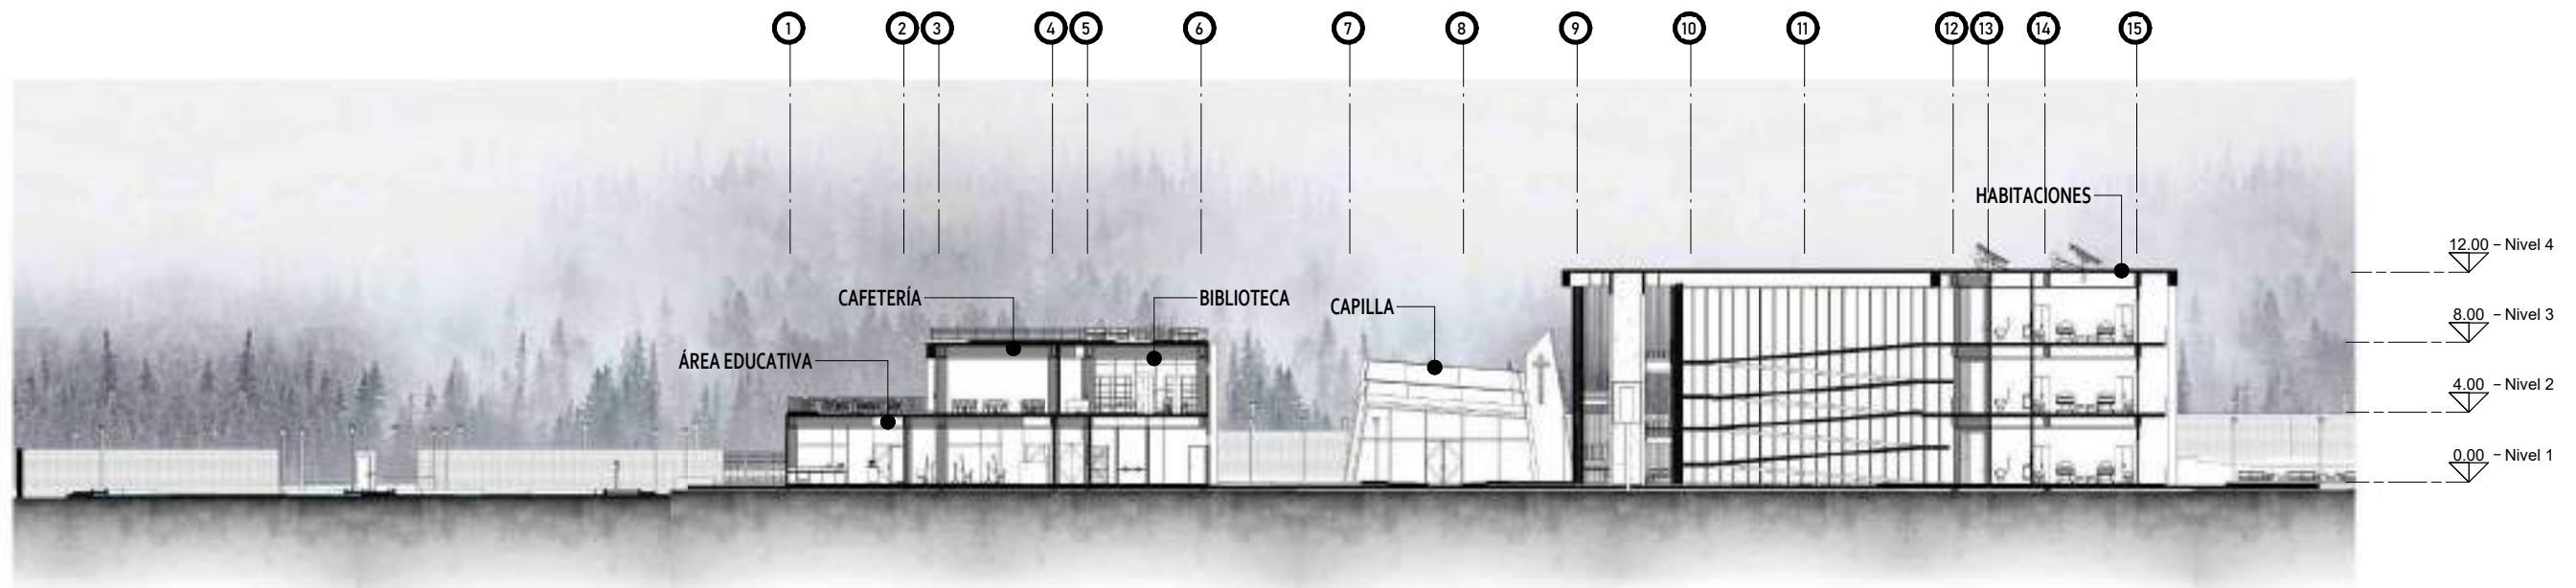 1 2 3 4 5 6 7 8 9 10 11 12 13 14 15
HABITACIONES
12.00 – Nivel 4
CAFETERÍA
BIBLIOTECA
CAPILLA
8.00 – Nivel 3
ÁREA EDUCATIVA
4.00 – Nivel 2
0.00 – Nivel 1